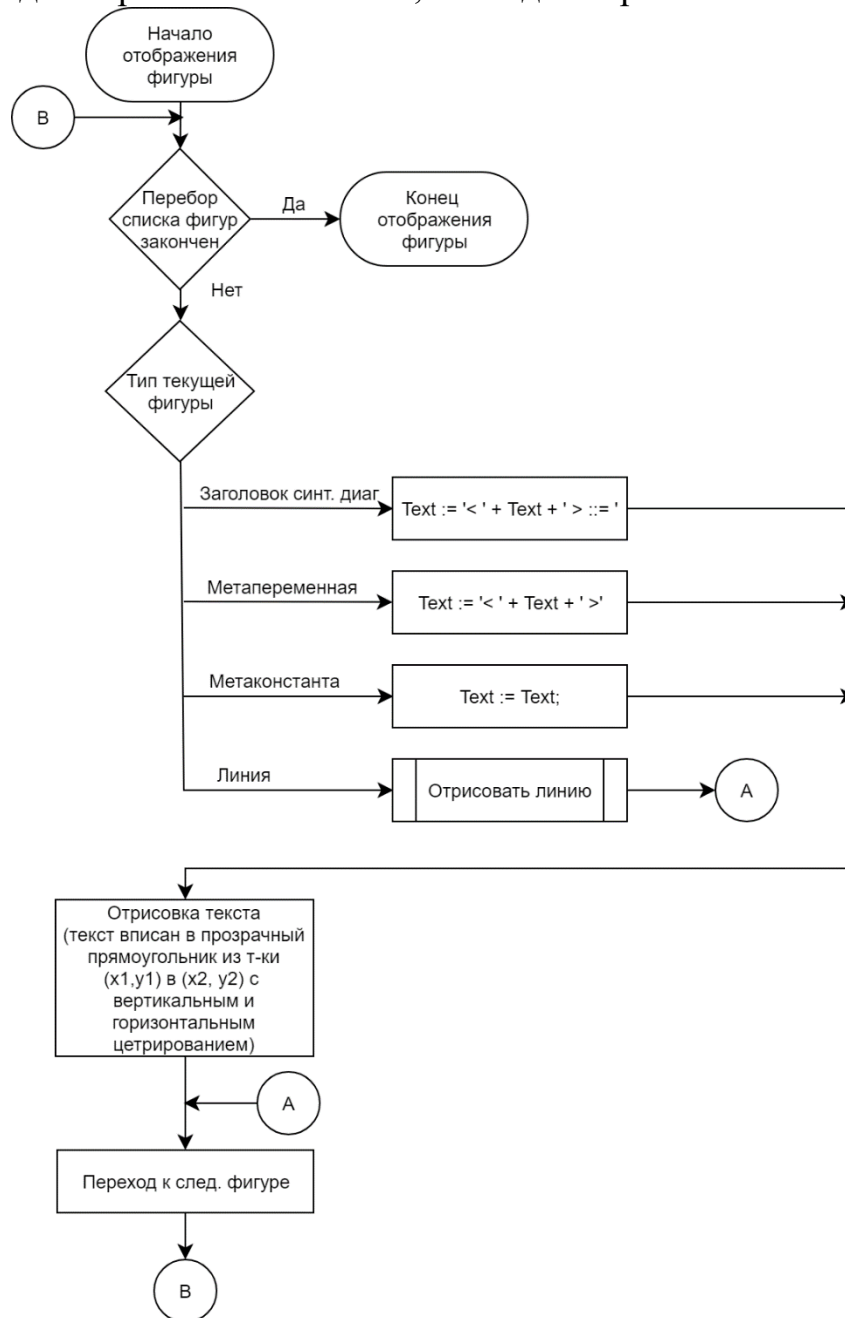 Начало
отображения
фигуры
В
Перебор
списка фигур
закончен
Да
Конец
отображения
фигуры
Нет
Тип текущей
фигуры
Заголовок синт. диаг
Text := '< ' + Text + ' > ::= '
Метапеременная
Text := '< ' + Text + ' >'
Метаконстанта
Text := Text;
Линия
Отрисовать линию
А
Отрисовка текста
(текст вписан в прозрачный
прямоугольник из т-ки
(x1,y1) в (x2, y2) с
вертикальным и
горизонтальным
цетрированием)
А
Переход к след. фигуре
В